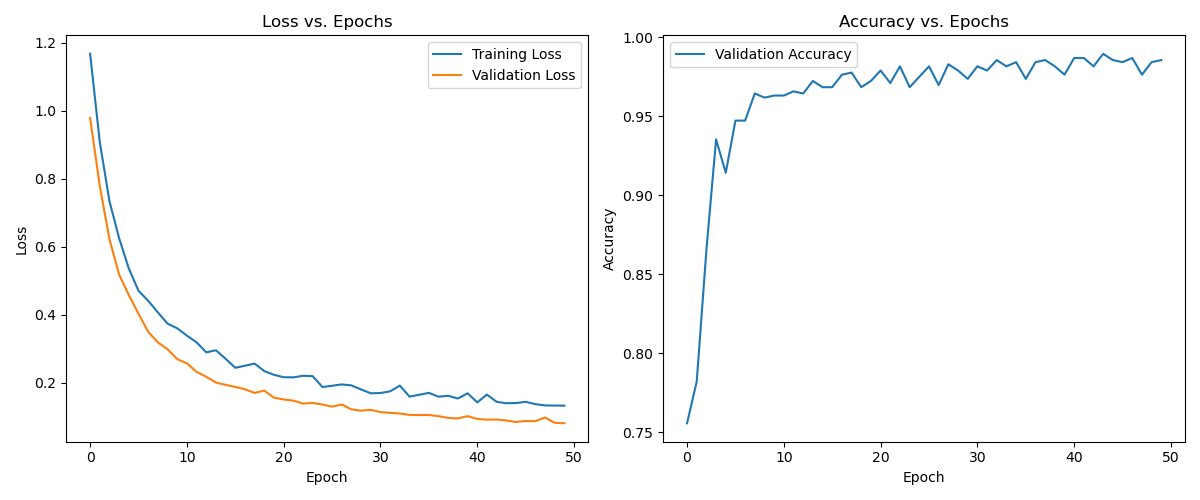 Loss vs. Epochs
1.2
1.0
0.8
0.6
0.4
0.2
Loss
Training Loss
Validation Loss
0
10
20
30
40
50
Epoch
Accuracy vs. Epochs
1.00
0.95
0.90
0.85
0.80
0.75
Accuracy
Validation Accuracy
0
10
20
30
40
50
Epoch